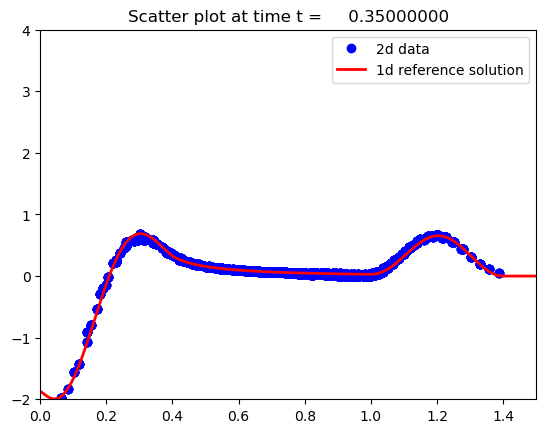 Scatter plot at time t =     0.35000000
2d data
1d reference solution
4
3
2
1
0
−1
−2
0.0 0.2 0.4 0.6 0.8 1.0 1.2 1.4